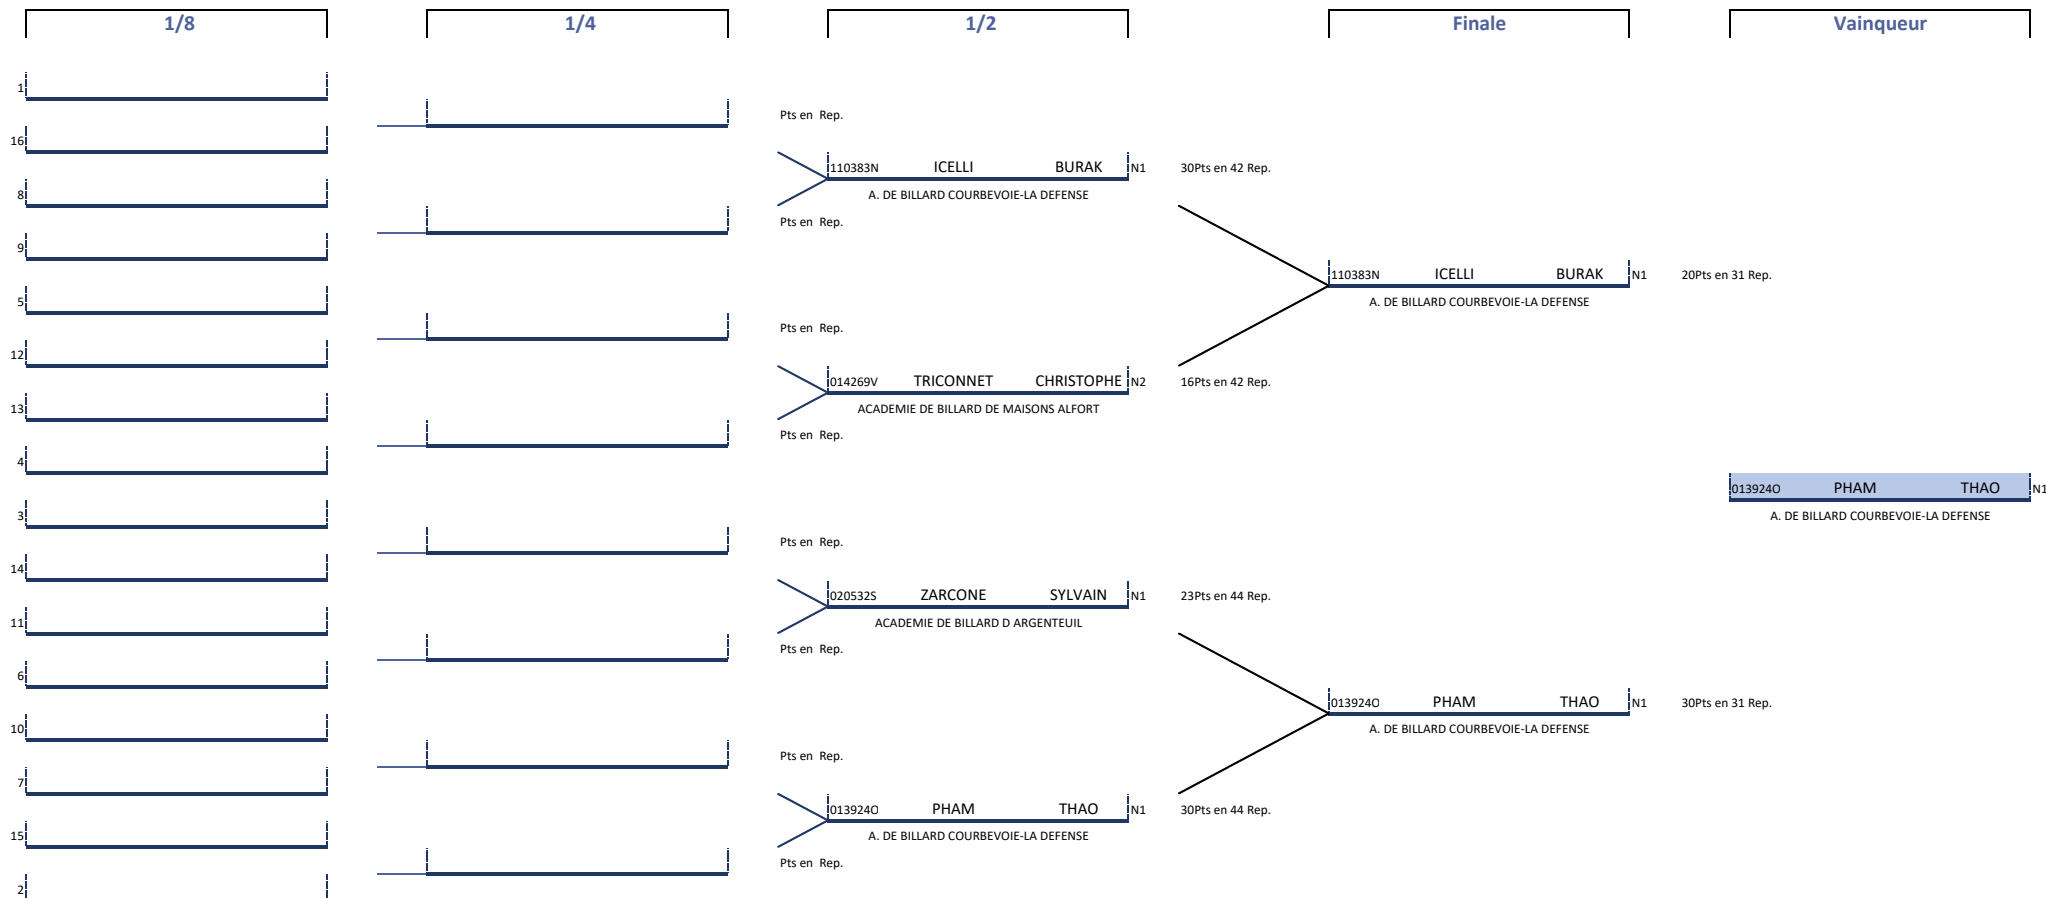 1/8 1/4 1/2 Finale Vainqueur
1
Pts en Rep.
16
110383N ICELLI BURAK N1 30Pts en 42 Rep.
8
A. DE BILLARD COURBEVOIE-LA DEFENSE
Pts en Rep.
9
110383N ICELLI BURAK N1 20Pts en 31 Rep.
5
A. DE BILLARD COURBEVOIE-LA DEFENSE
Pts en Rep.
12
014269V TRICONNET CHRISTOPHE N2 16Pts en 42 Rep.
13
ACADEMIE DE BILLARD DE MAISONS ALFORT
Pts en Rep.
4
013924O PHAM THAO N1
3
A. DE BILLARD COURBEVOIE-LA DEFENSE
Pts en Rep.
14
020532S ZARCONE SYLVAIN N1 23Pts en 44 Rep.
11
ACADEMIE DE BILLARD D ARGENTEUIL
Pts en Rep.
6
013924O PHAM THAO N1 30Pts en 31 Rep.
10
A. DE BILLARD COURBEVOIE-LA DEFENSE
Pts en Rep.
7
013924O PHAM THAO N1 30Pts en 44 Rep.
15
A. DE BILLARD COURBEVOIE-LA DEFENSE
Pts en Rep.
2